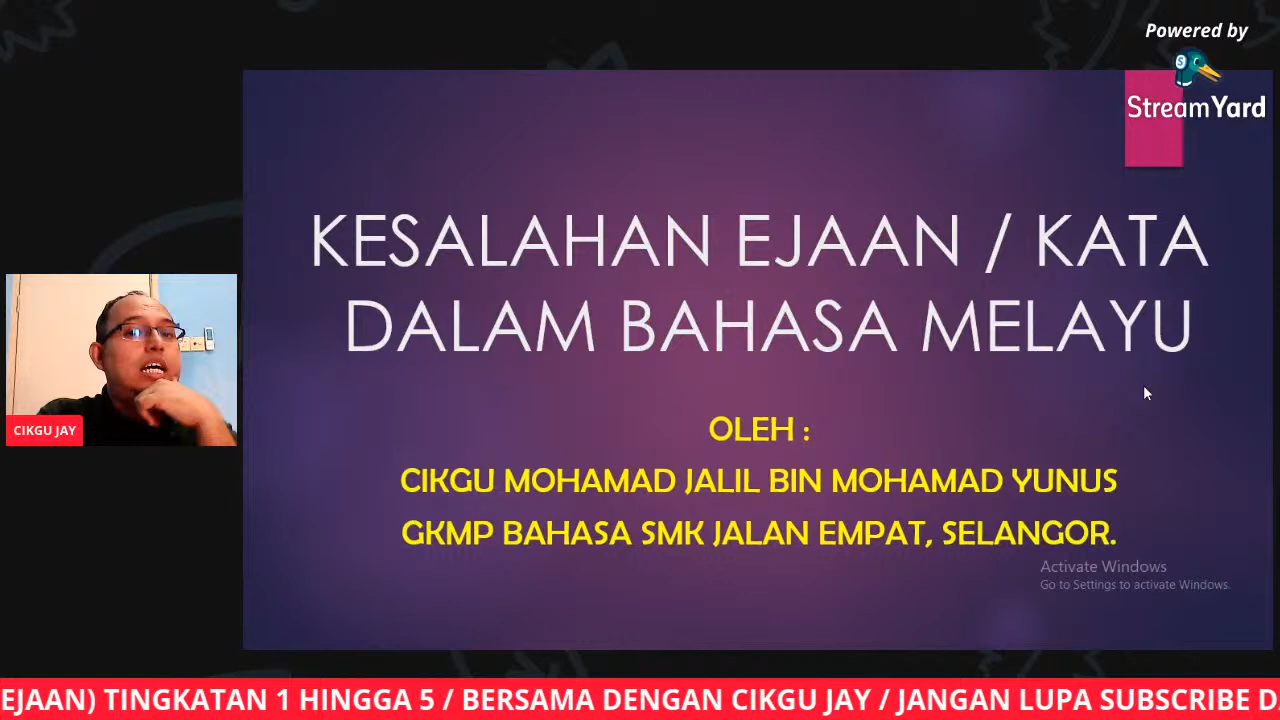 Powered by
StreamYard
KESALAHAN EJAAN / KATA
DALAM BAHASA MELAYU
OLEH :
CIKGU MOHAMAD JALIL BIN MOHAMAD YUNUS
GKMP BAHASA SMK JALAN EMPAT, SELANGOR.
Activate Windows
Go to Settings to activate Windows.
CIKGU JAY
EJAAN) TINGKATAN 1 HINGGA 5 / BERSAMA DENGAN CIKGU JAY / JANGAN LUPA SUBSCRIBE